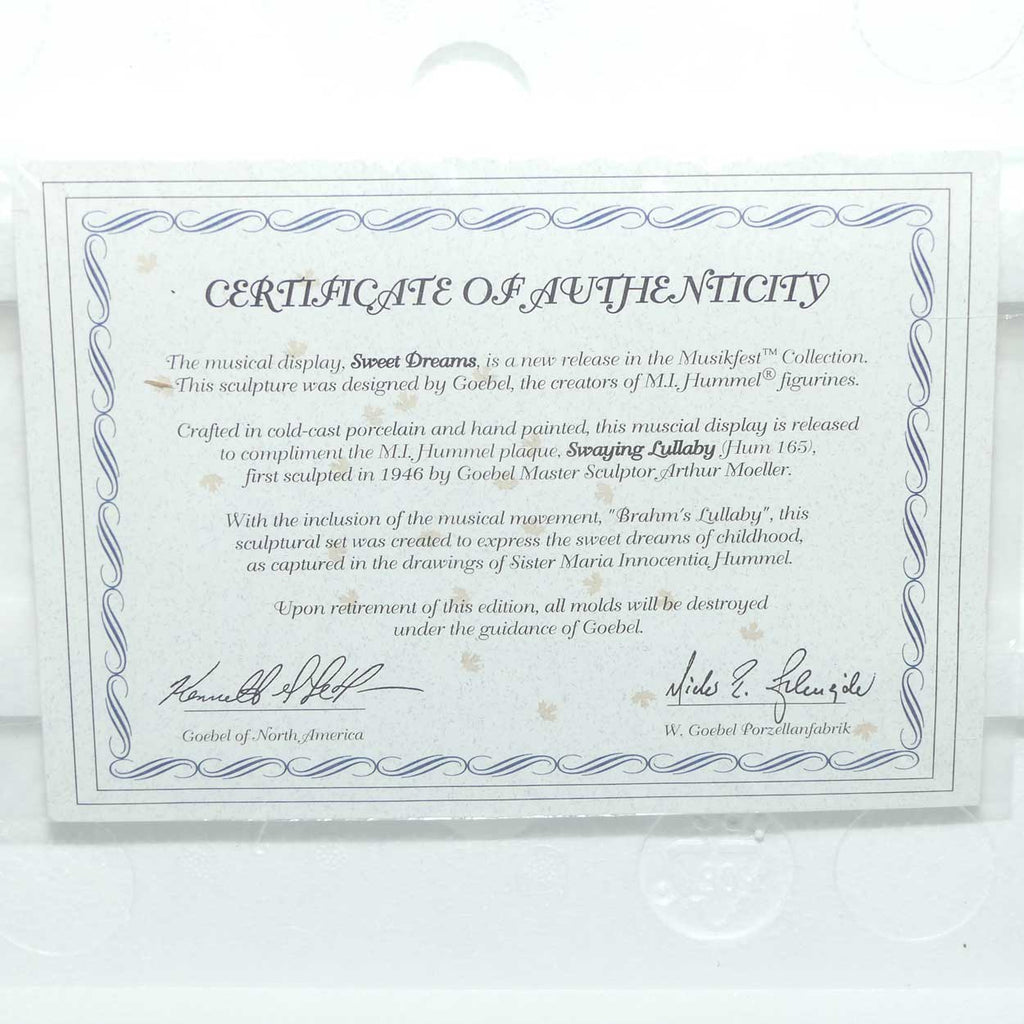 CERTIFICATE OF AUTHENTICITY
The musical display, Sweet Dreams, is a new release in the Musikfest™ Collection.
This sculpture was designed by Goebel, the creators of M.I. Hummel® figurines.
Crafted in cold-cast porcelain and hand painted, this muscial display is released
to compliment the M.I. Hummel plaque, Swaying Lullaby (Hum 165),
first sculpted in 1946 by Goebel Master Sculptor Arthur Moeller.
With the inclusion of the musical movement, "Brahm's Lullaby", this
sculptural set was created to express the sweet dreams of childhood,
as captured in the drawings of Sister Maria Innocentia Hummel.
Upon retirement of this edition, all molds will be destroyed
under the guidance of Goebel.
Goebel of North America
W. Goebel Porzellanfabrik